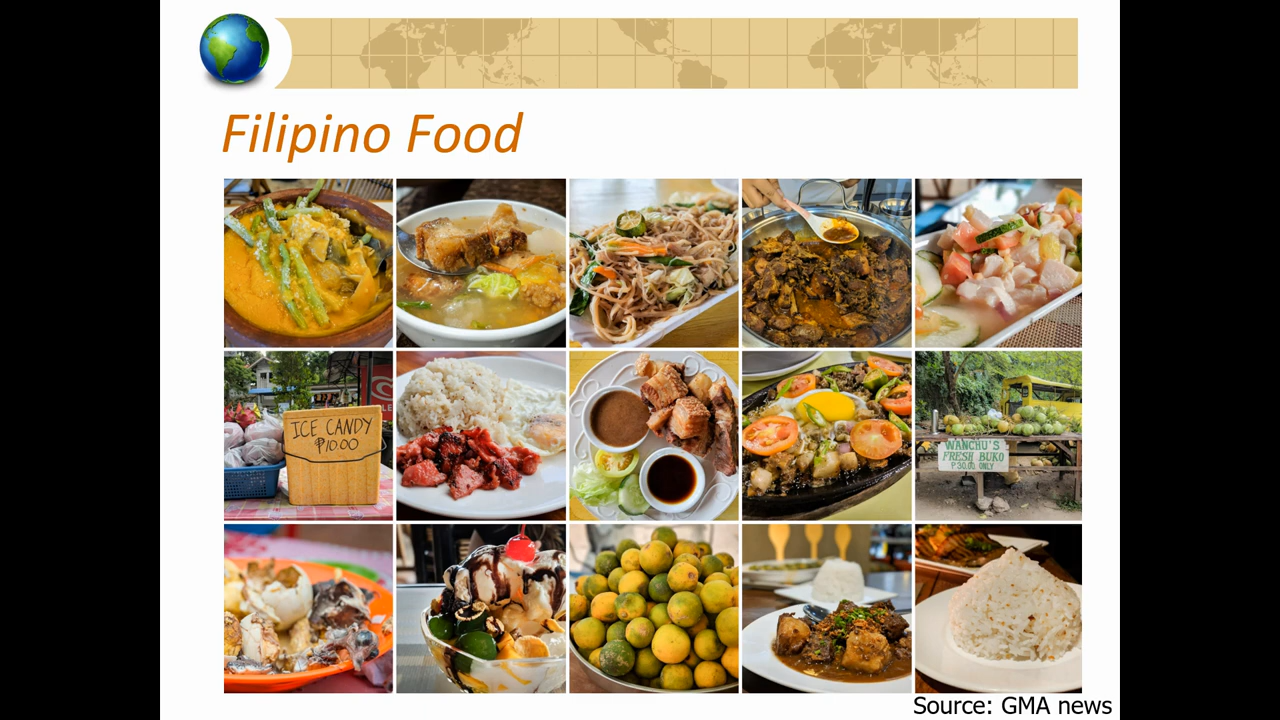 Filipino Food
ICE CANDY
₱10.00
WANCHU'S
FRESH BUKO
P.30.00 ONLY
Source: GMA news